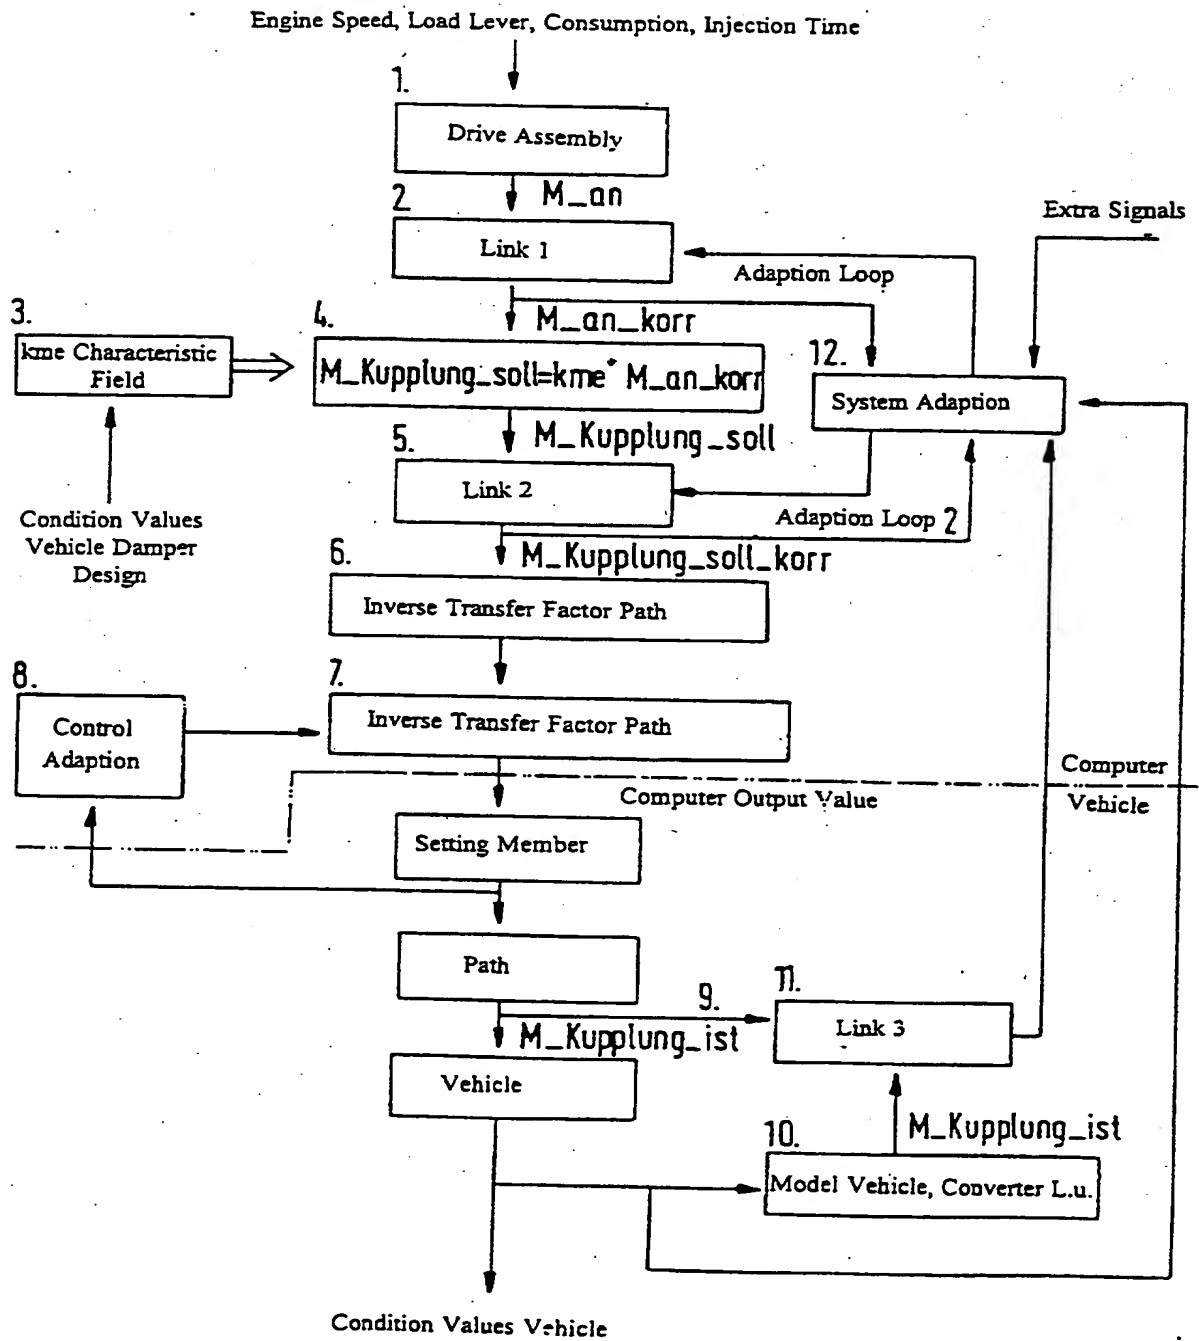 Engine Speed, Load Lever, Consumption, Injection Time
1.
Drive Assembly
M_an
2.
Link 1
Extra Signals
Adaption Loop
M_an_korr
3.
kme Characteristic
Field
4.
M_Kupplung_soll=kme* M_an_korr
12.
System Adaption
M_Kupplung_soll
5.
Link 2
Adaption Loop 2
Condition Values
Vehicle Damper
Design
M_Kupplung_soll_korr
6.
Inverse Transfer Factor Path
8.
Control
Adaption
7.
Inverse Transfer Factor Path
Computer
Computer Output Value
Vehicle
Setting Member
Path
9.
11.
Link 3
M_Kupplung_ist
Vehicle
M_Kupplung_ist
10.
Model Vehicle, Converter L.u.
Condition Values Vehicle